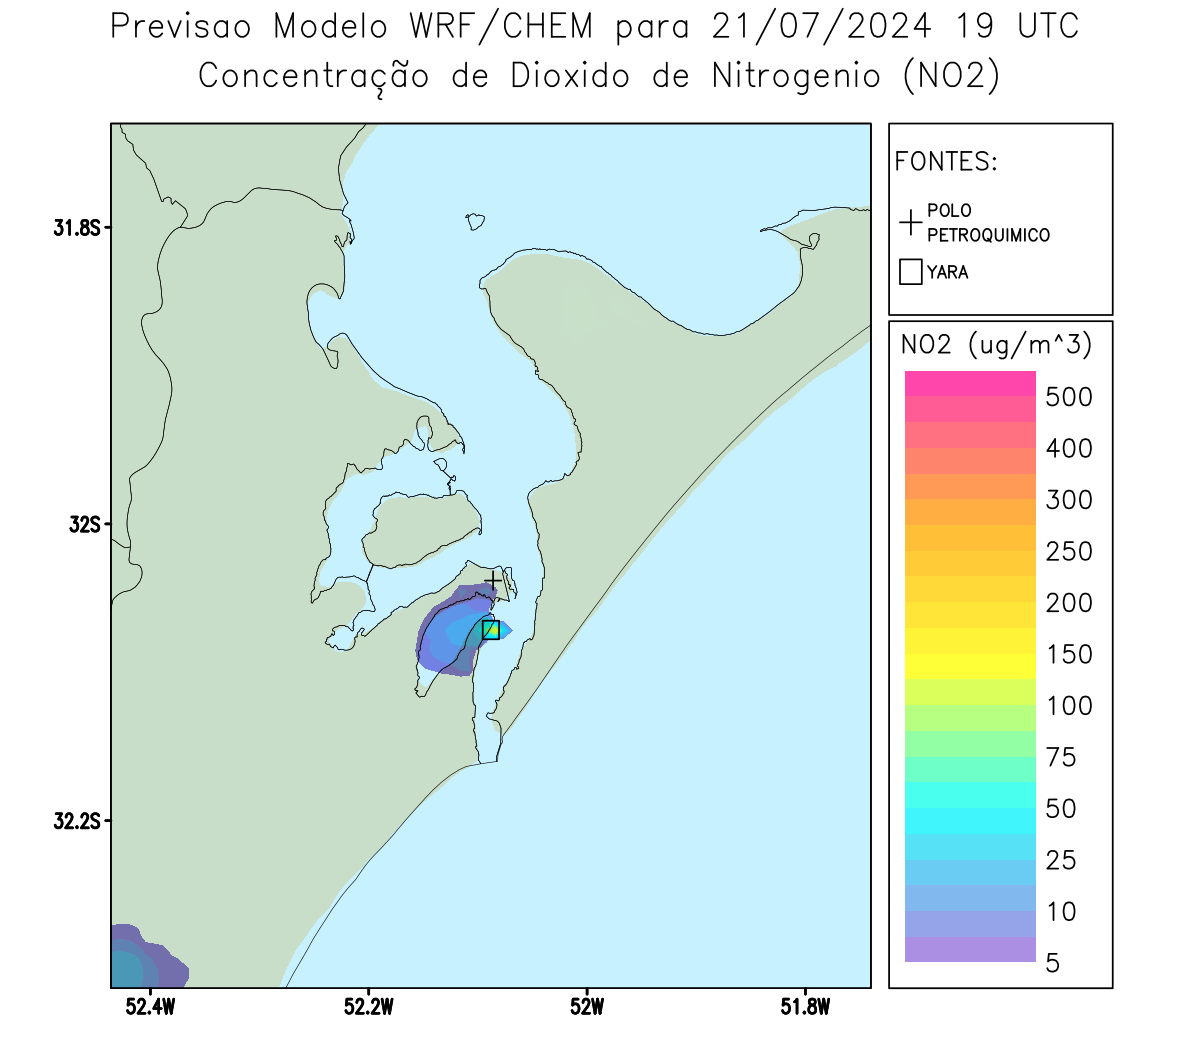 Previsao Modelo WRF/CHEM para 21/07/2024 19 UTC
Concentração de Dioxido de Nitrogenio (NO2)
FONTES:
POLO
PETROQUIMICO
YARA
NO2 (ug/m^3)
500
400
300
250
200
150
100
75
50
25
10
5
31.8S
32S
32.2S
52.4W
52.2W
52W
51.8W